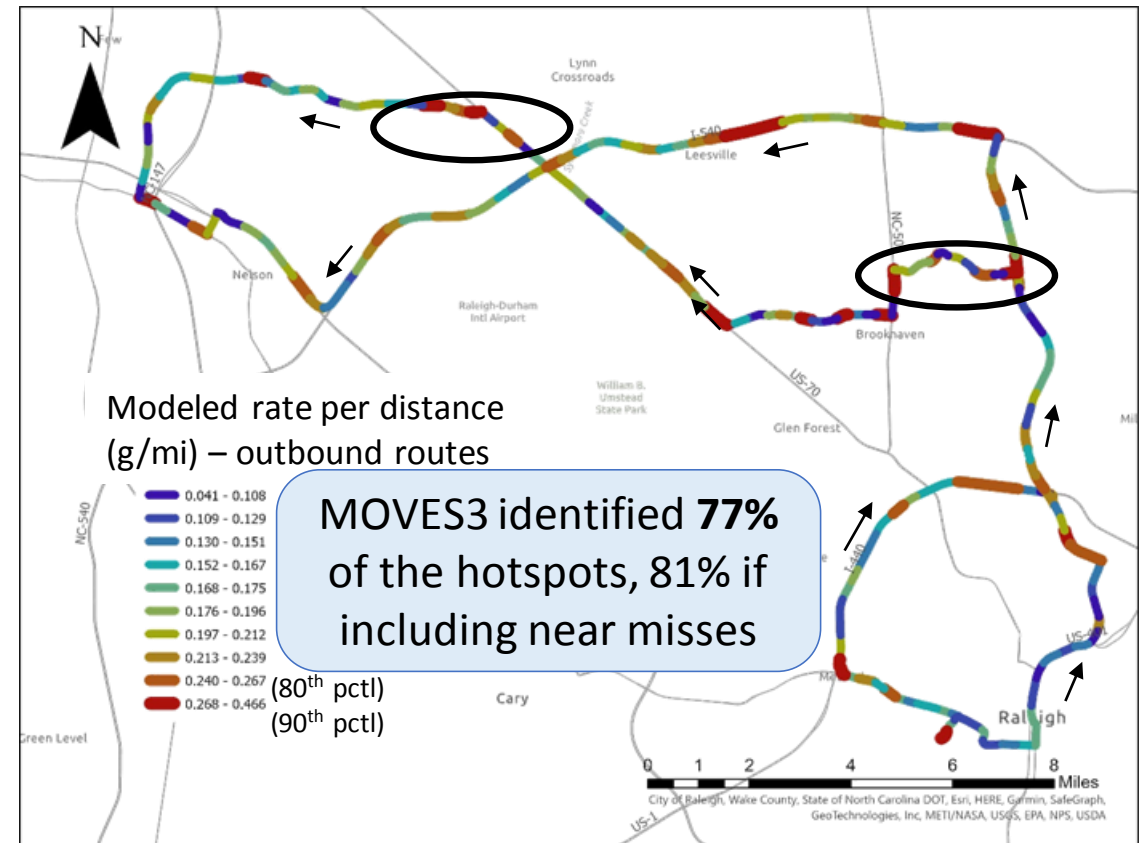 N
Few
Lynn
Crossroads
I-540
Leesville
NC-147
NC-50
Nelson
Raleigh-Durham
Intl Airport
Brookhaven
US-70
William B.
Umstead
State Park
Glen Forest
Mil
Modeled rate per distance
(g/mi) – outbound routes
0.041 - 0.108
0.109 - 0.129
0.130 - 0.151
0.152 - 0.167
0.168 - 0.175
0.176 - 0.196
0.197 - 0.212
0.213 - 0.239
0.240 - 0.267
(80th pctl)
0.268 - 0.466
(90th pctl)
NC-540
MOVES3 identified 77%
of the hotspots, 81% if
including near misses
I-440
Cary
Raleigh
Green Level
US-1
0 1 2 4 6 8
Miles
City of Raleigh, Wake County, State of North Carolina DOT, Esri, HERE, Garmin, SafeGraph,
GeoTechnologies, Inc, METI/NASA, USGS, EPA, NPS, USDA